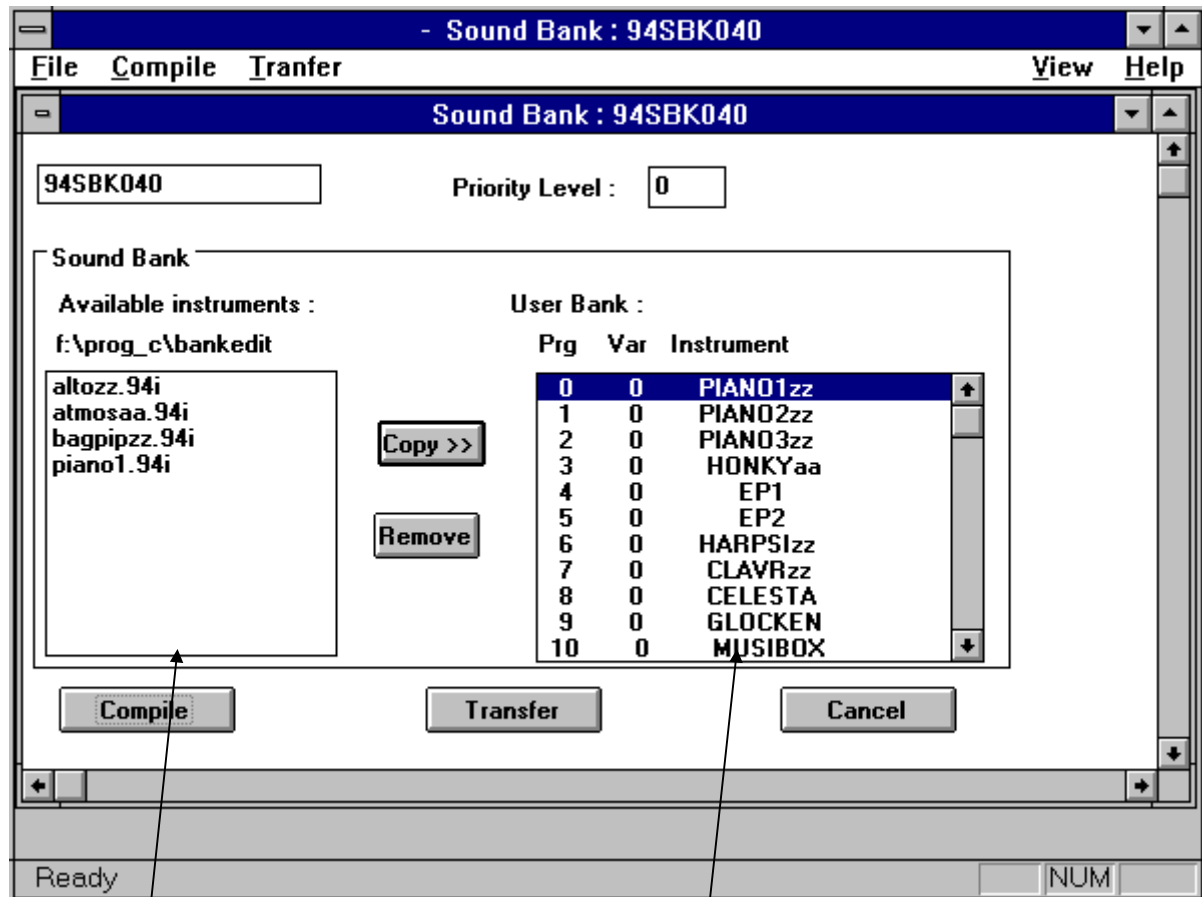 - Sound Bank : 94SBK040
File Compile Tranfer View Help
Sound Bank : 94SBK040
94SBK040 Priority Level : 0
Sound Bank
Available instruments : User Bank :
f:\prog_c\bankedit Prg Var Instrument
altozz.94i
atmosaa.94i
bagpipzz.94i
piano1.94i
Copy >>
Remove
0 0 PIANO1zz
1 0 PIANO2zz
2 0 PIANO3zz
3 0 HONKYaa
4 0 EP1
5 0 EP2
6 0 HARPSIzz
7 0 CLAVRzz
8 0 CELESTA
9 0 GLOCKEN
10 0 MUSIBOX
Compile Transfer Cancel
Ready NUM